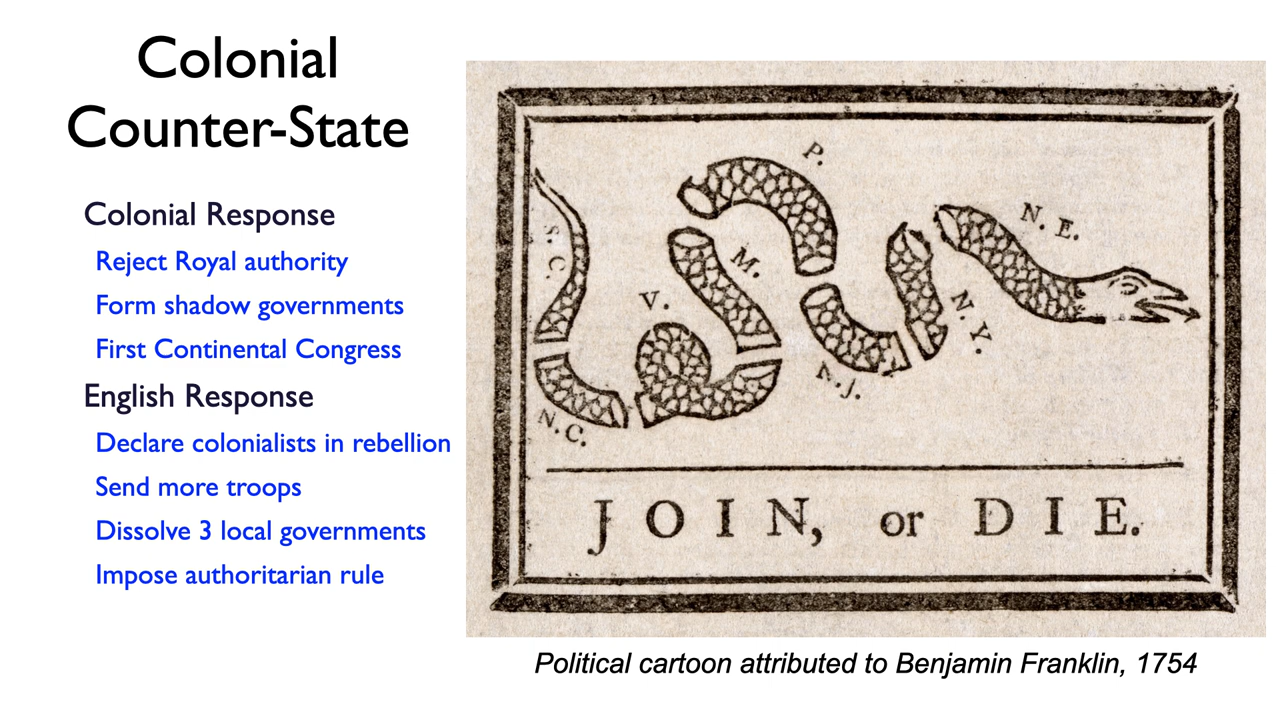 Colonial
Counter-State
Colonial Response
Reject Royal authority
Form shadow governments
First Continental Congress
English Response
Declare colonialists in rebellion
Send more troops
Dissolve 3 local governments
Impose authoritarian rule
S. C.
N. C.
V.
M.
P.
N. J.
N. Y.
N. E.
JOIN, or DIE.
Political cartoon attributed to Benjamin Franklin, 1754